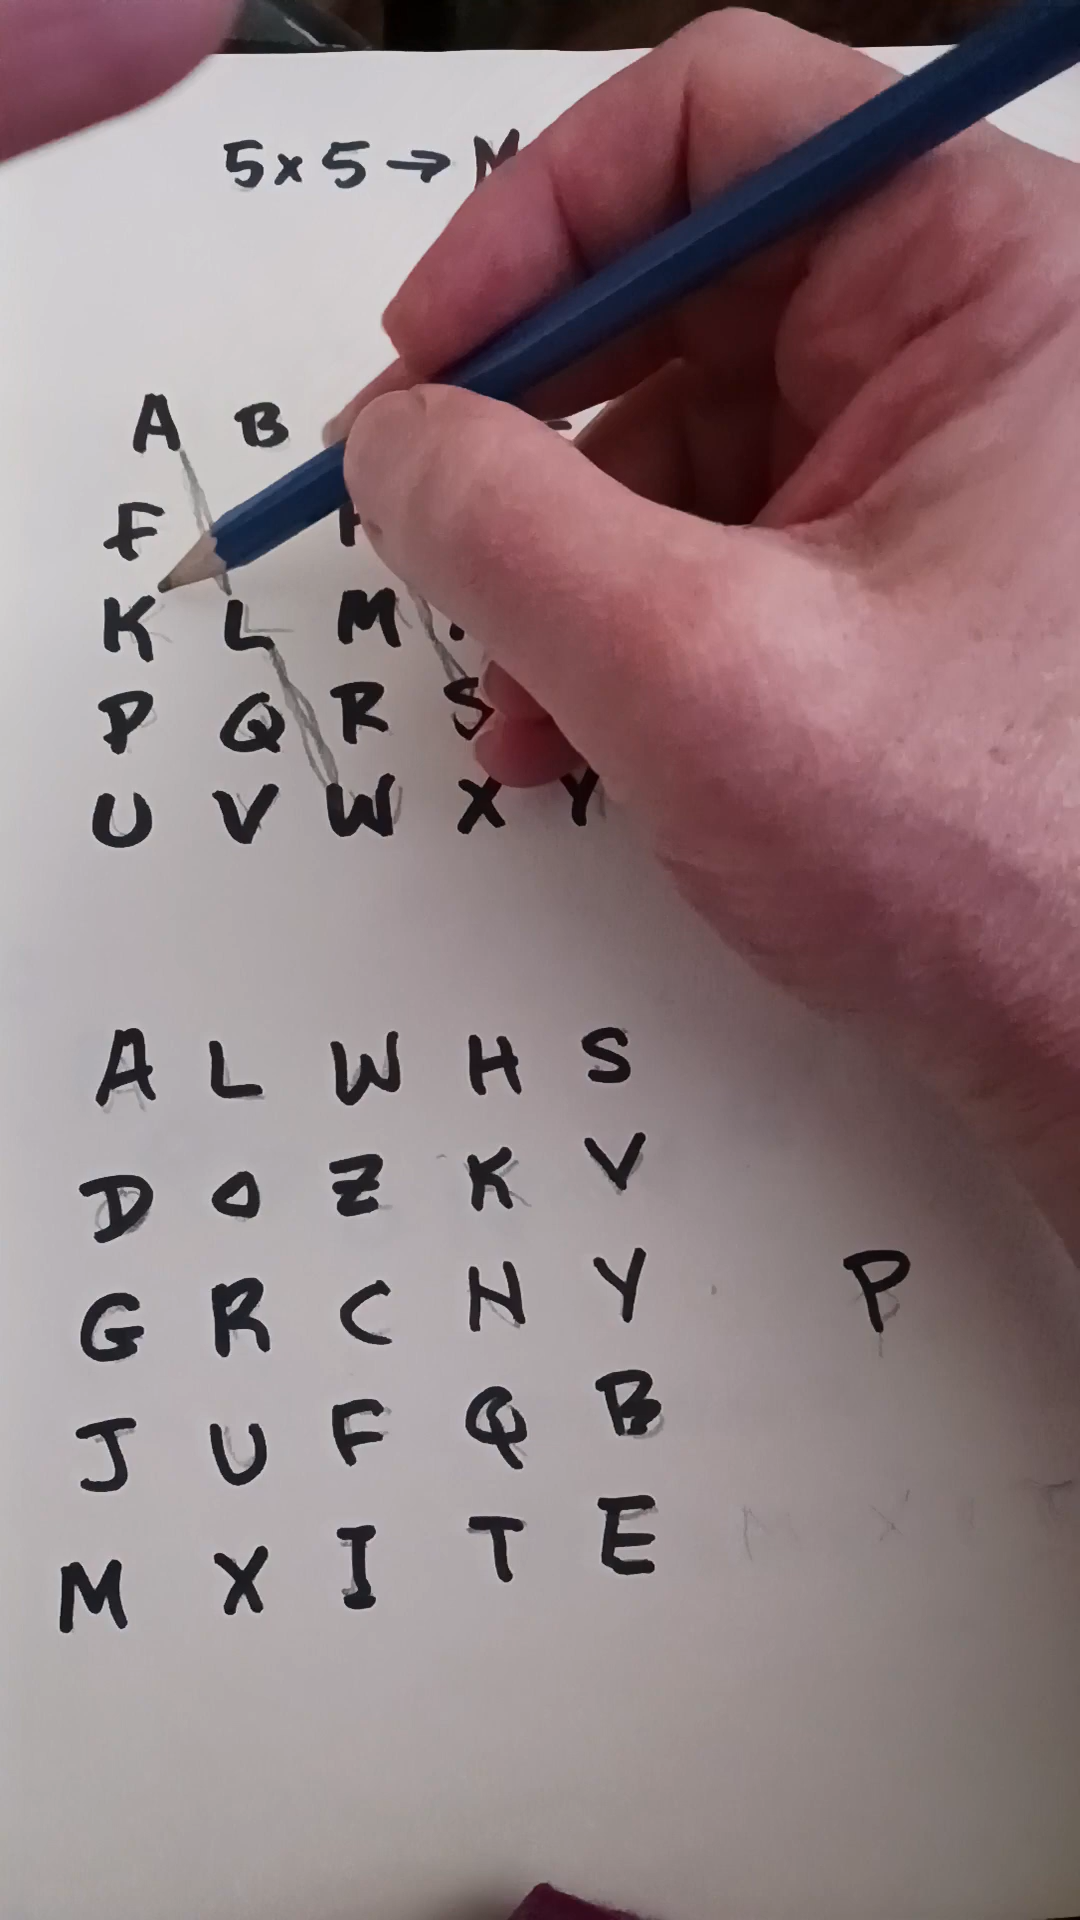 5x5→
A B
F
K L M
P Q R S
U V W X Y
A L W H S
D O Z K V
G R C N Y
P
J U F Q B
M X I T E